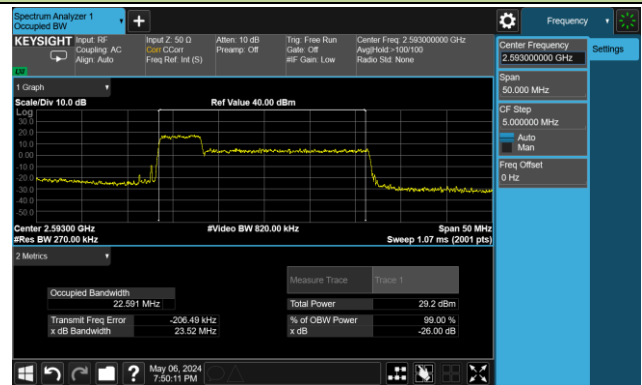 Spectrum Analyzer 1
Occupied BW
Frequency
KEYSIGHT
Input: RF
Coupling: AC
Align: Auto
Input Z: 50 Ω
Corr CCorr
Freq Ref: Int (S)
Atten: 10 dB
Preamp: Off
Trig: Free Run
Gate: Off
#IF Gain: Low
Center Freq: 2.593000000 GHz
Avg|Hold:>100/100
Radio Std: None
Center Frequency
2.593000000 GHz
Settings
Span
50.000 MHz
CF Step
5.000000 MHz
Auto
Man
Freq Offset
0 Hz
1 Graph
Scale/Div 10.0 dB
Ref Value 40.00 dBm
Log
30.0
20.0
10.0
0.00
-10.0
-20.0
-30.0
-40.0
-50.0
Center 2.59300 GHz
#Video BW 820.00 kHz
Span 50 MHz
#Res BW 270.00 kHz
Sweep 1.07 ms (2001 pts)
2 Metrics
Measure Trace
Trace 1
Occupied Bandwidth
22.591 MHz
Total Power
29.2 dBm
Transmit Freq Error
-206.49 kHz
% of OBW Power
99.00 %
x dB Bandwidth
23.52 MHz
x dB
-26.00 dB
May 06, 2024
7:50:11 PM